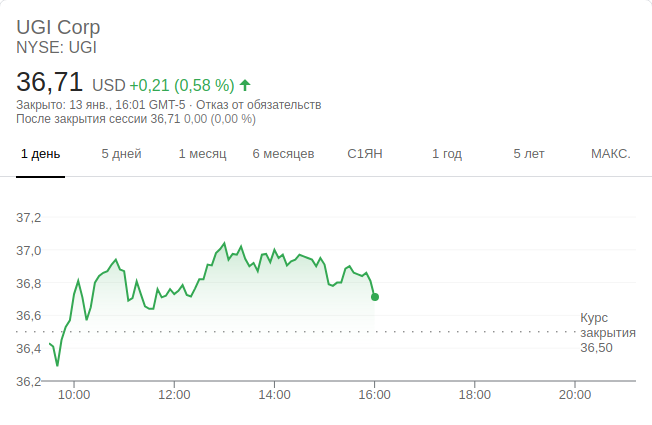 UGI Corp
NYSE: UGI
36,71 USD +0,21 (0,58 %)
Закрыто: 13 янв., 16:01 GMT-5 · Отказ от обязательств
После закрытия сессии 36,71 0,00 (0,00 %)
1 день 5 дней 1 месяц 6 месяцев С1ЯН 1 год 5 лет МАКС.
37,2
37,0
36,8
36,6
36,4
36,2
Курс
закрытия
36,50
10:00 12:00 14:00 16:00 18:00 20:00